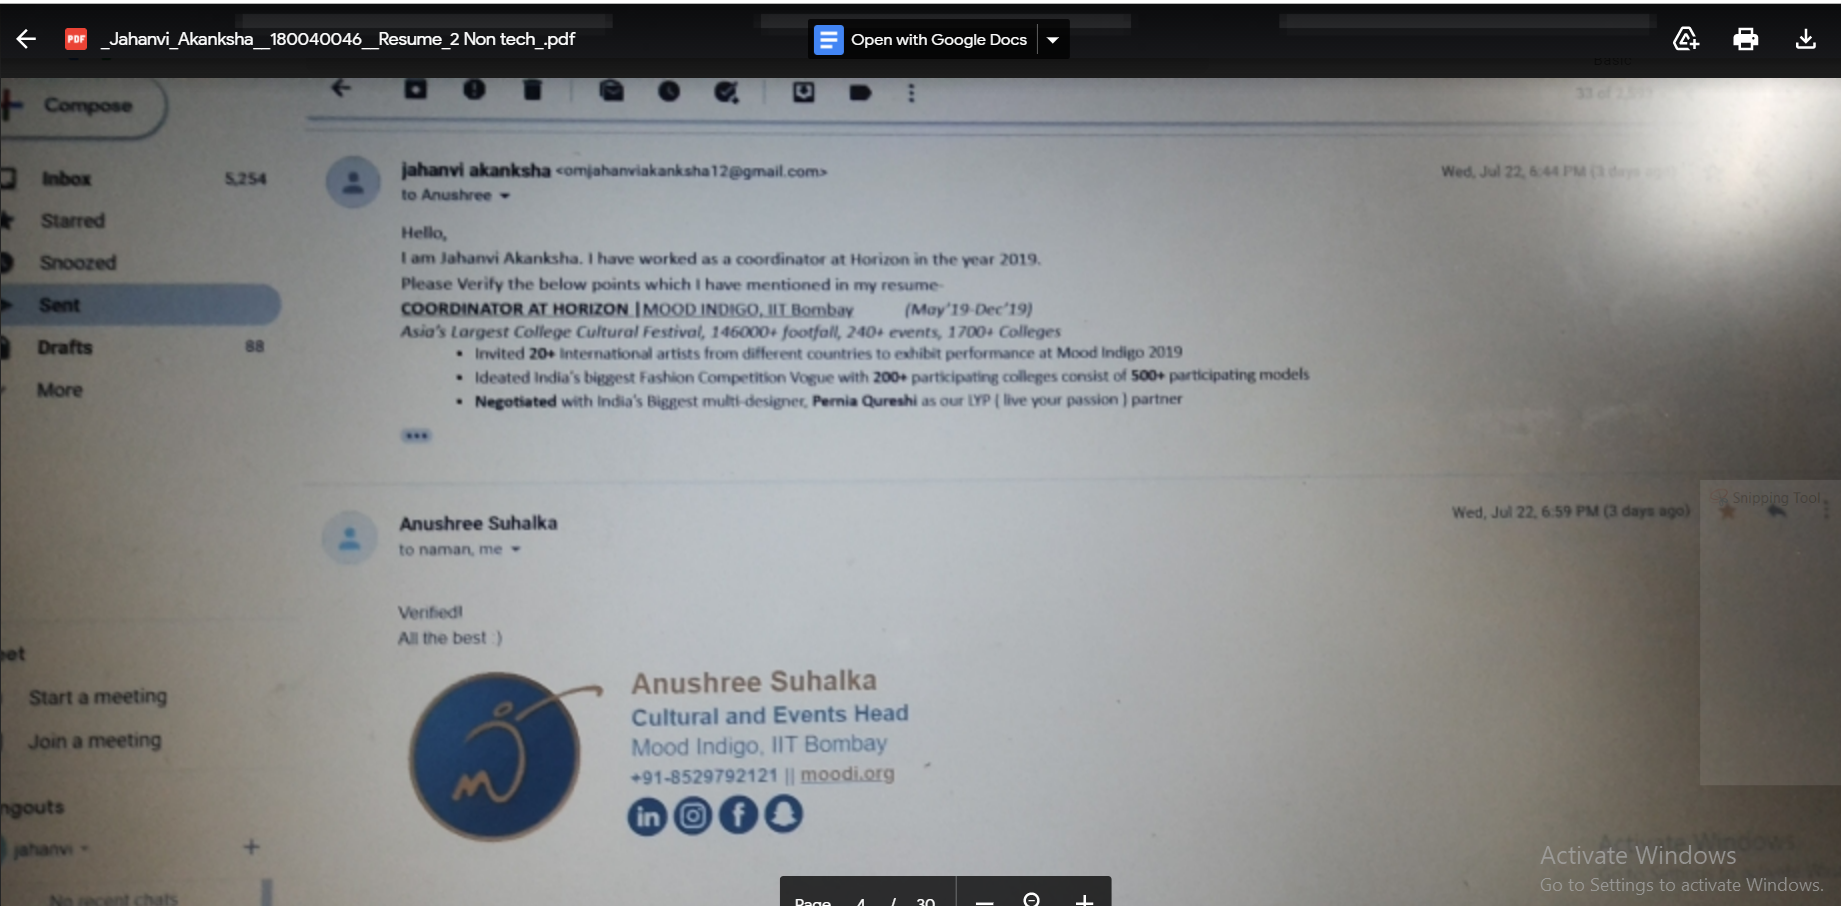 _Jahanvi_Akanksha__180040046__Resume_2 Non tech_.pdf
Open with Google Docs
Basic
33 of
Compose
Inbox 5,254
Starred
Snoozed
Sent
Drafts 88
More
jahanvi akanksha <omjahanviakanksha12@gmail.com>
Wed, Jul 22, 6:44 PM (3 days ago)
to Anushree
Hello,
I am Jahanvi Akanksha. I have worked as a coordinator at Horizon in the year 2019.
Please Verify the below points which I have mentioned in my resume-
COORDINATOR AT HORIZON | MOOD INDIGO, IIT Bombay (May'19-Dec'19)
Asia's Largest College Cultural Festival, 146000+ footfall, 240+ events, 1700+ Colleges
• Invited 20+ International artists from different countries to exhibit performance at Mood Indigo 2019
• Ideated India's biggest Fashion Competition Vogue with 200+ participating colleges consist of 500+ participating models
• Negotiated with India's Biggest multi-designer, Pernia Qureshi as our LYP ( live your passion ) partner
Anushree Suhalka
Wed, Jul 22, 6:59 PM (3 days ago)
Snipping Tool
to naman, me
Verified!
All the best :)
Anushree Suhalka
Cultural and Events Head
Mood Indigo, IIT Bombay
+91-8529792121 || moodi.org
eet
Start a meeting
Join a meeting
ngouts
jahanvi
No recent chats
Activate Windows
Activate Windows
Go to Settings to activate Windows.
Page 4 / 30